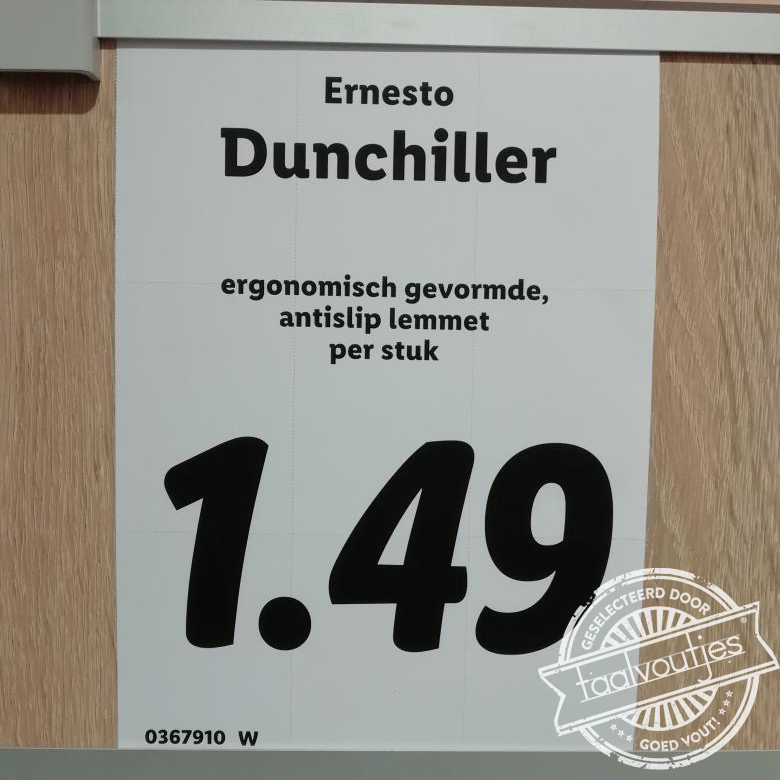 Ernesto
Dunchiller
ergonomisch gevormde,
antislip lemmet
per stuk
1.49
0367910 W
GESELECTEERD DOOR
taalvoutjes
GOED VOUT!